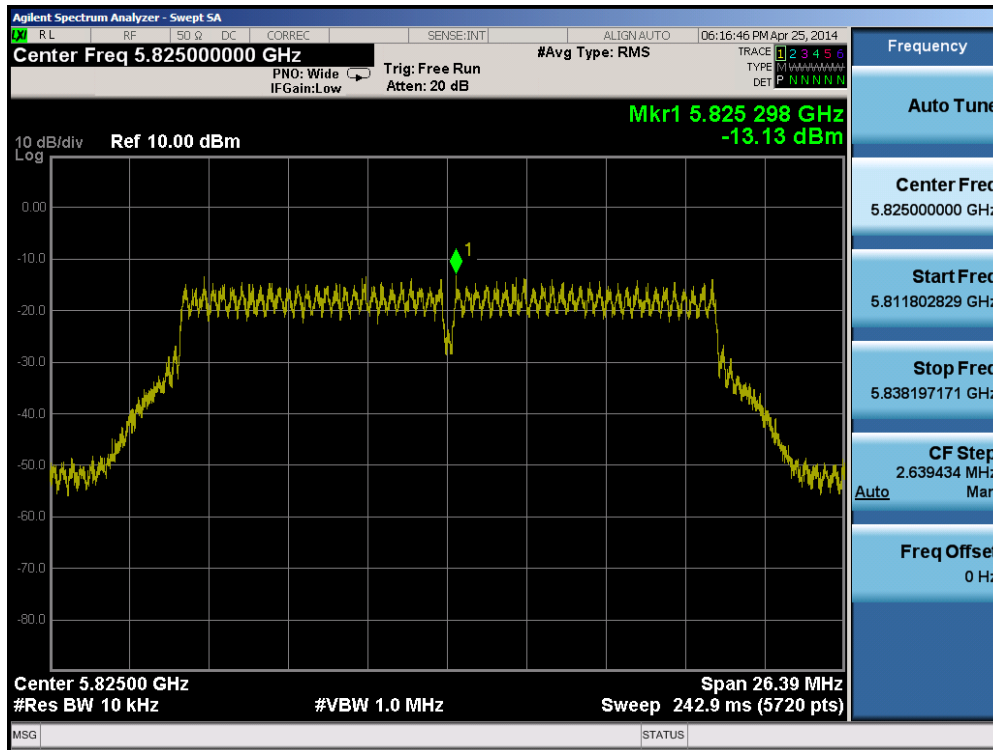 Agilent Spectrum Analyzer - Swept SA
LXI RL RF 50 Ω DC CORREC SENSE:INT ALIGN AUTO 06:16:46 PM Apr 25, 2014
Center Freq 5.825000000 GHz
PNO: Wide
IFGain:Low
Trig: Free Run
Atten: 20 dB
#Avg Type: RMS
TRACE 1 2 3 4 5 6
TYPE M WWWWW
DET P N N N N N
Mkr1 5.825 298 GHz
-13.13 dBm
10 dB/div Ref 10.00 dBm
Log
0.00
-10.0
-20.0
-30.0
-40.0
-50.0
-60.0
-70.0
-80.0
1
Center 5.82500 GHz
Span 26.39 MHz
#Res BW 10 kHz
#VBW 1.0 MHz
Sweep 242.9 ms (5720 pts)
MSG
STATUS
Frequency
Auto Tune
Center Freq
5.825000000 GHz
Start Freq
5.811802829 GHz
Stop Freq
5.838197171 GHz
CF Step
2.639434 MHz
Auto Man
Freq Offset
0 Hz